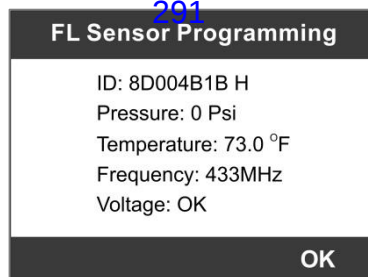 291
FL Sensor Programming
ID: 8D004B1B H
Pressure: 0 Psi
Temperature: 73.0 °F
Frequency: 433MHz
Voltage: OK
OK